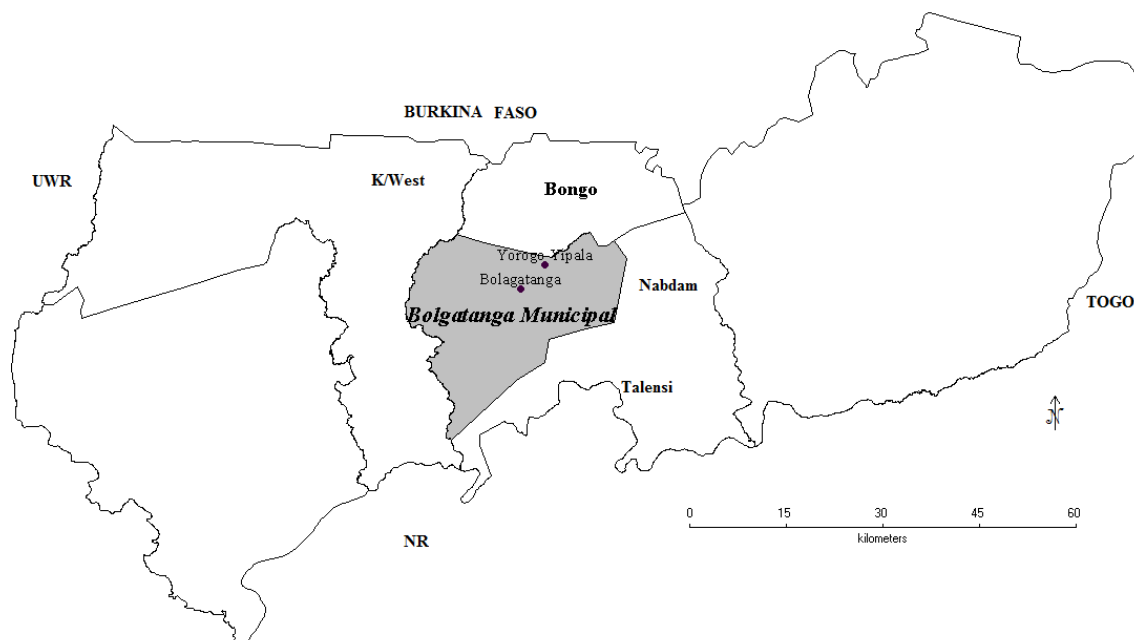 BURKINA FASO
UWR
K/West
Bongo
Yorogo Yipala
Bolagatanga
Nabdam
TOGO
Bolgatanga Municipal
Talensi
N
0 15 30 45 60
kilometers
NR